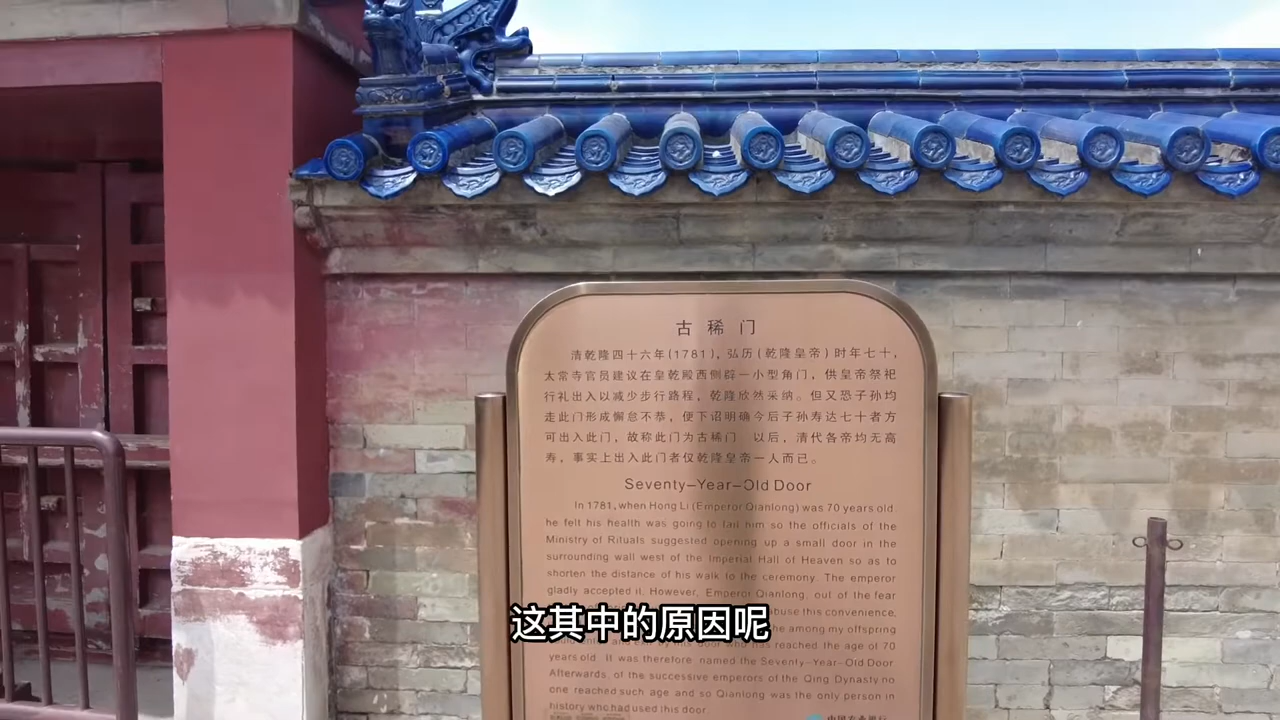 古稀门
清乾隆四十六年(1781),弘历(乾隆皇帝)时年七十,
太常寺官员建议在皇乾殿西侧辟一小型角门,供皇帝祭祀
行礼出入以减少步行路程,乾隆欣然采纳。但又恐子孙均
走此门形成懈怠不恭,便下诏明确今后子孙寿达七十者方
可出入此门,故称此门为古稀门 以后,清代各帝均无高
寿,事实上出入此门者仅乾隆皇帝一人而已。
Seventy-Year-Old Door
In 1781, when Hong Li (Emperor Qianlong) was 70 years old
he felt his health was going to fail him so the officials of the
Ministry of Rituals suggested opening up a small door in the
surrounding wall west of the Imperial Hall of Heaven so as to
shorten the distance of his walk to the ceremony. The emperor
gladly accepted it. However, Emperor Qianlong, out of the fear
this convenience,
among my offspring
has reached the age of 70
years old. It was therefore named the Seventy-Year-Old Door
Afterwards, of the successive emperors of the Qing Dynasty no
one reached such age and so Qianlong was the only person in
history who had used this door.
中国农业银行
这其中的原因呢